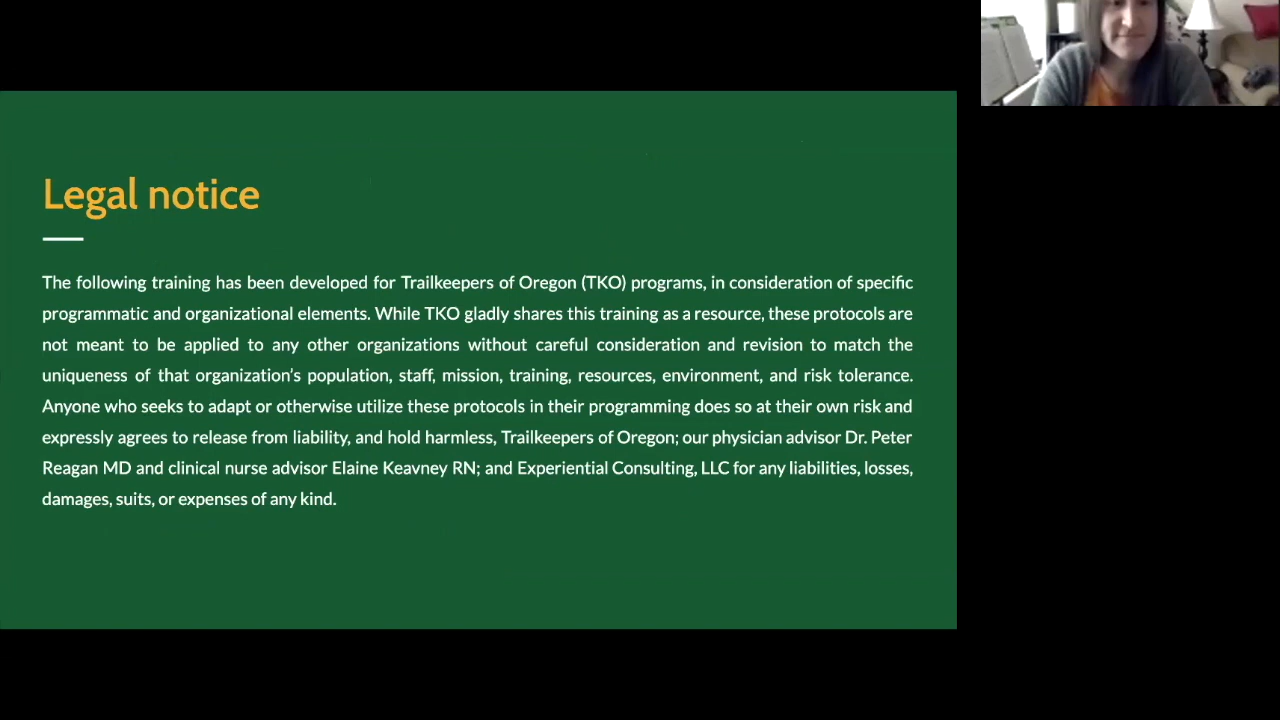 Legal notice
The following training has been developed for Trailkeepers of Oregon (TKO) programs, in consideration of specific
programmatic and organizational elements. While TKO gladly shares this training as a resource, these protocols are
not meant to be applied to any other organizations without careful consideration and revision to match the
uniqueness of that organization's population, staff, mission, training, resources, environment, and risk tolerance.
Anyone who seeks to adapt or otherwise utilize these protocols in their programming does so at their own risk and
expressly agrees to release from liability, and hold harmless, Trailkeepers of Oregon; our physician advisor Dr. Peter
Reagan MD and clinical nurse advisor Elaine Keavney RN; and Experiential Consulting, LLC for any liabilities, losses,
damages, suits, or expenses of any kind.